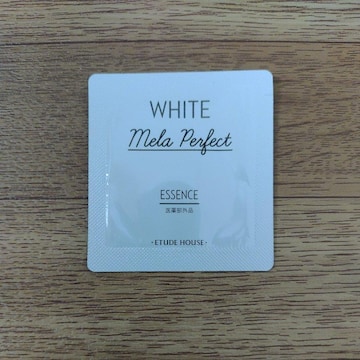 WHITE
Mela Perfect
ESSENCE
医薬部外品
·ETUDE HOUSE·